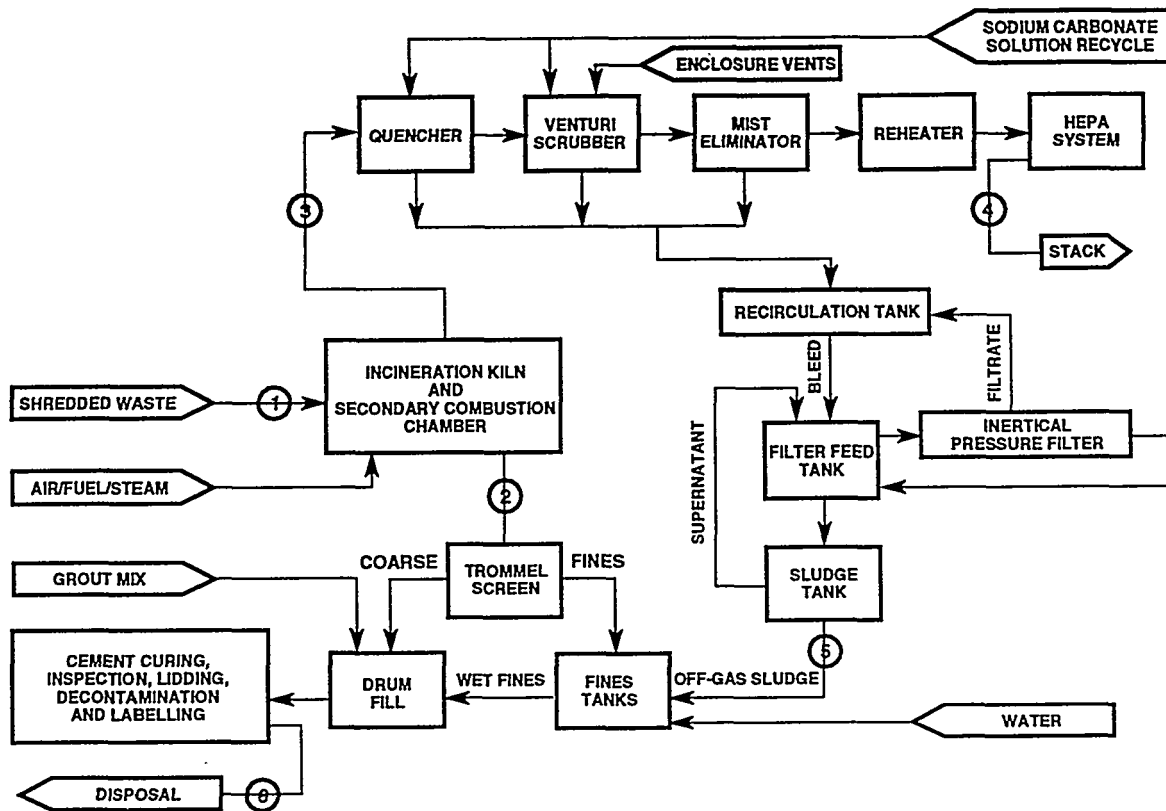 SODIUM CARBONATE
SOLUTION RECYCLE
ENCLOSURE VENTS
QUENCHER
VENTURI
SCRUBBER
MIST
ELIMINATOR
REHEATER
HEPA
SYSTEM
3
4
STACK
RECIRCULATION TANK
BLEED
FILTRATE
INCINERATION KILN
AND
SECONDARY COMBUSTION
CHAMBER
SHREDDED WASTE
1
INERTICAL
PRESSURE FILTER
SUPERNATANT
FILTER FEED
TANK
AIR/FUEL/STEAM
2
COARSE
TROMMEL
SCREEN
FINES
GROUT MIX
SLUDGE
TANK
5
CEMENT CURING,
INSPECTION, LIDDING,
DECONTAMINATION
AND LABELLING
DRUM
FILL
WET FINES
FINES
TANKS
OFF-GAS SLUDGE
WATER
DISPOSAL